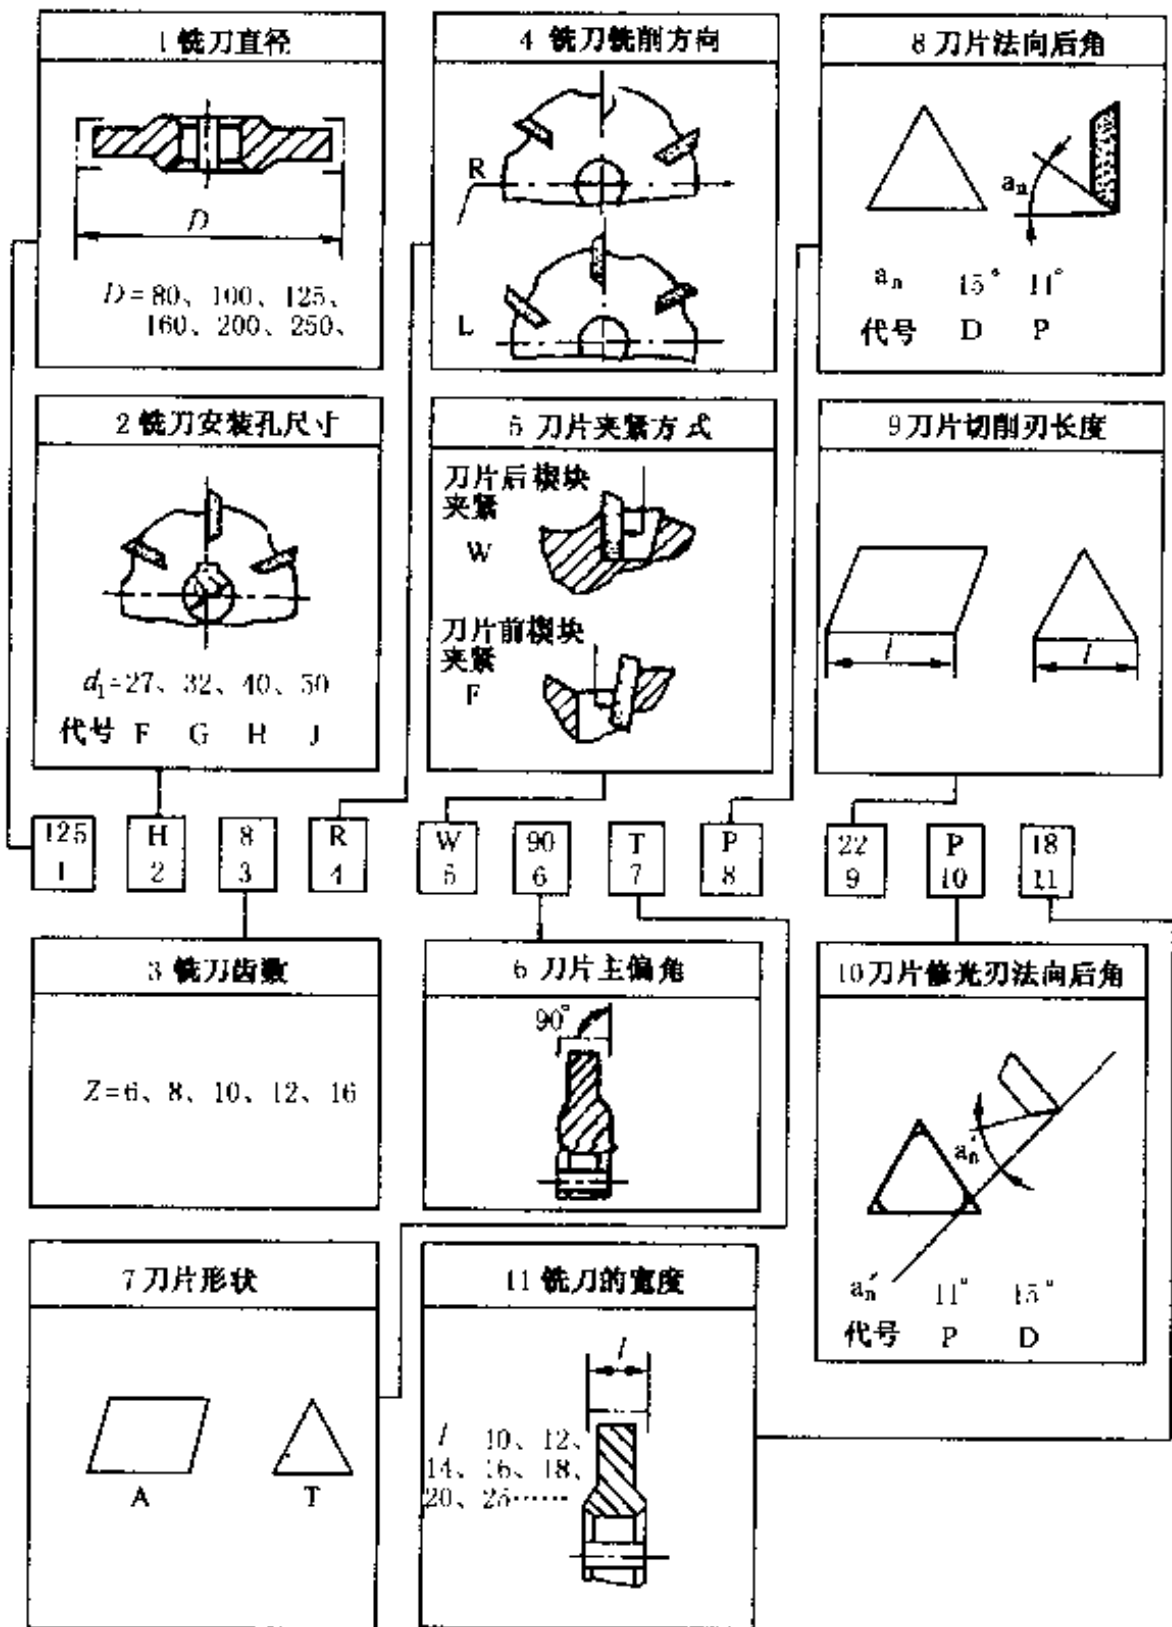 1 铣刀直径
D
D=80、100、125、
160、200、250、
4 铣刀铣削方向
R
L
8 刀片法向后角
an
an 15° 11°
代号 D P
2 铣刀安装孔尺寸
d1=27、32、40、50
代号 F G H J
5 刀片夹紧方式
刀片后楔块
夹紧
W
刀片前楔块
夹紧
F
9 刀片切削刃长度
l
l
125 H 8 R W 90 T P 22 P 18
1 2 3 4 5 6 7 8 9 10 11
3 铣刀齿数
Z=6、8、10、12、16
6 刀片主偏角
90°
10 刀片修光刃法向后角
an′
an′ 11° 15°
代号 P D
7 刀片形状
A T
11 铣刀的宽度
l
l 10、12、
14、16、18、
20、25……